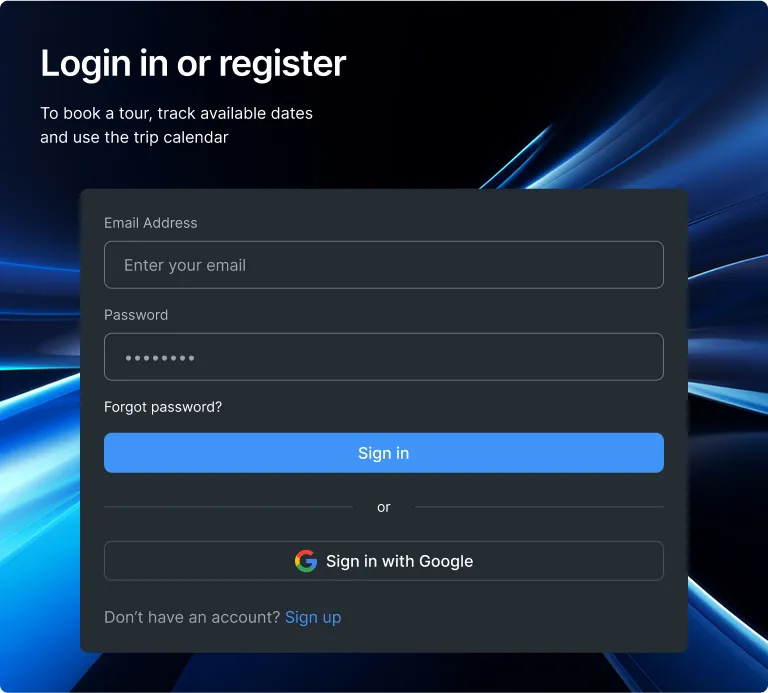 Login in or register
To book a tour, track available dates
and use the trip calendar
Email Address
Enter your email
Password
••••••••
Forgot password?
Sign in
or
Sign in with Google
Don’t have an account? Sign up